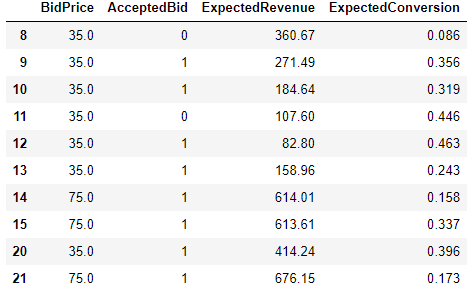 BidPrice AcceptedBid ExpectedRevenue ExpectedConversion
8 35.0 0 360.67 0.086
9 35.0 1 271.49 0.356
10 35.0 1 184.64 0.319
11 35.0 0 107.60 0.446
12 35.0 1 82.80 0.463
13 35.0 1 158.96 0.243
14 75.0 1 614.01 0.158
15 75.0 1 613.61 0.337
20 35.0 1 414.24 0.396
21 75.0 1 676.15 0.173